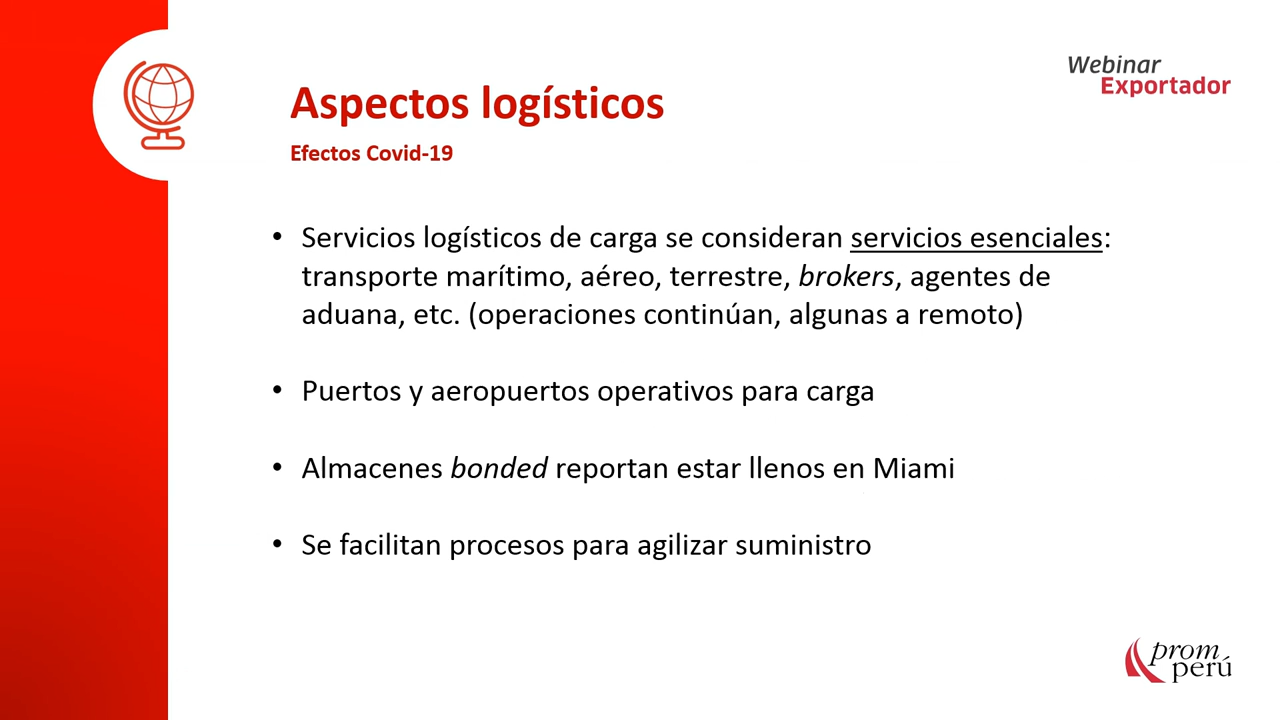 Webinar
Exportador
Aspectos logísticos
Efectos Covid-19
• Servicios logísticos de carga se consideran servicios esenciales:
transporte marítimo, aéreo, terrestre, brokers, agentes de
aduana, etc. (operaciones continúan, algunas a remoto)
• Puertos y aeropuertos operativos para carga
• Almacenes bonded reportan estar llenos en Miami
• Se facilitan procesos para agilizar suministro
prom
perú